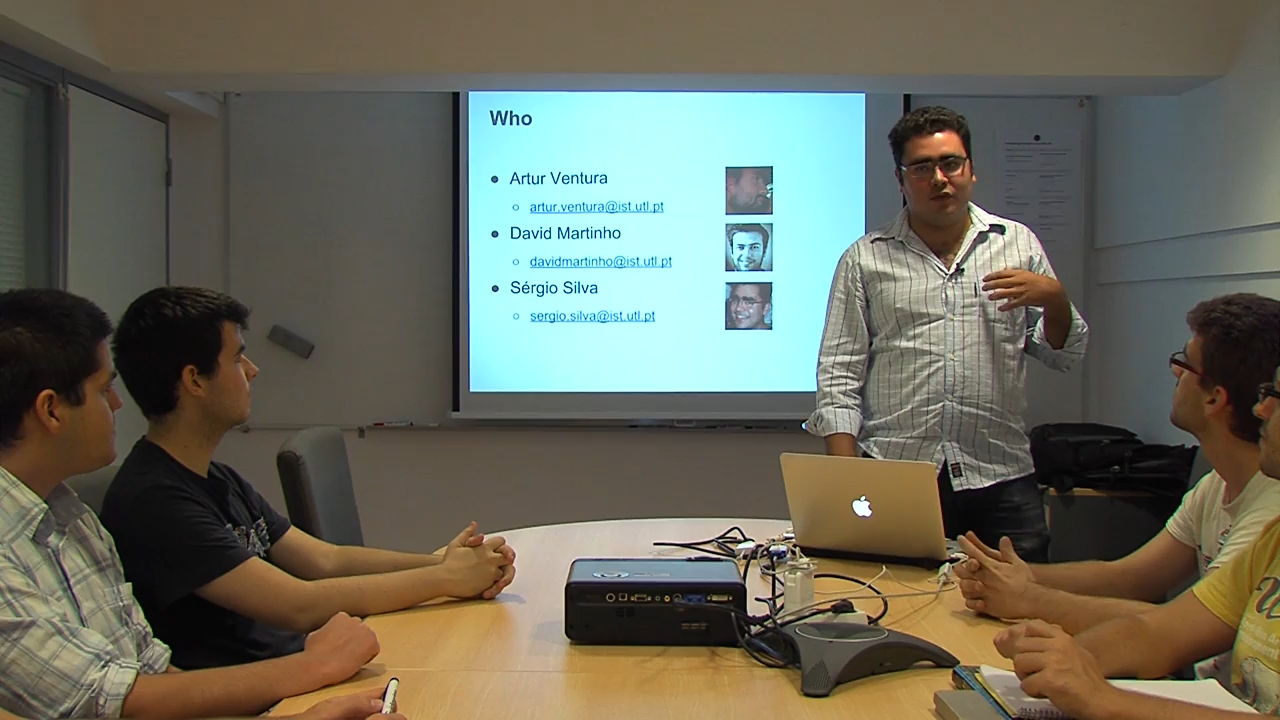 Who
● Artur Ventura
○ artur.ventura@ist.utl.pt
● David Martinho
○ davidmartinho@ist.utl.pt
● Sérgio Silva
○ sergio.silva@ist.utl.pt